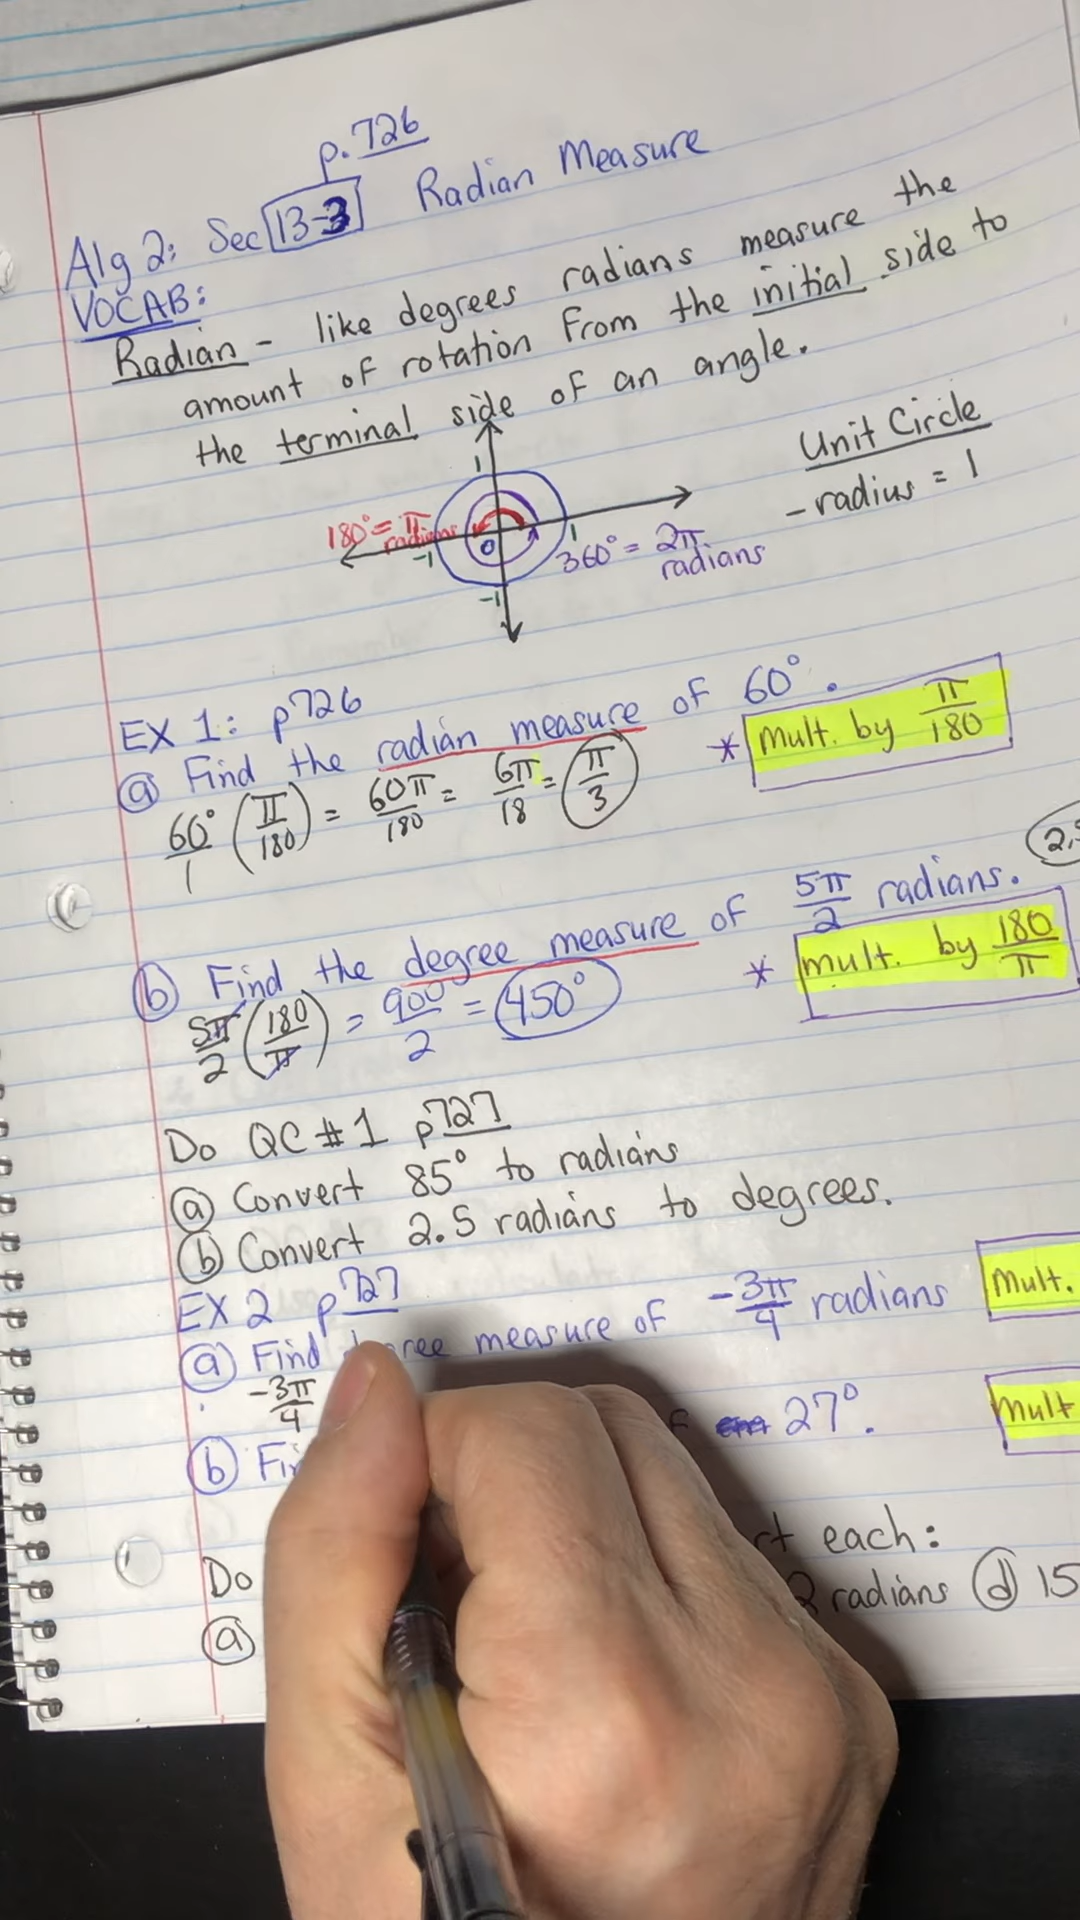 p. 726
Alg 2: Sec 13-3 Radian Measure
VOCAB:
Radian - like degrees radians measure the
amount of rotation from the initial side to
the terminal side of an angle.
Unit Circle
- radius = 1
1
180° = π
radians
-1
0
1
360° = 2π
radians
-1
EX 1: p726
ⓐ Find the radian measure of 60°.
* mult. by π/180
60°/1 (π/180) = 60π/180 = 6π/18 = π/3
ⓑ Find the degree measure of 5π/2 radians.
* mult. by 180/π
5π/2 (180/π) = 900/2 = 450°
Do QC #1 p727
ⓐ Convert 85° to radians
ⓑ Convert 2.5 radians to degrees.
EX 2 p727
ⓐ Find measure of -3π/4 radians
mult.
-3π/4
ⓑ 27°.
mult
Do each:
ⓐ radians ⓓ 15